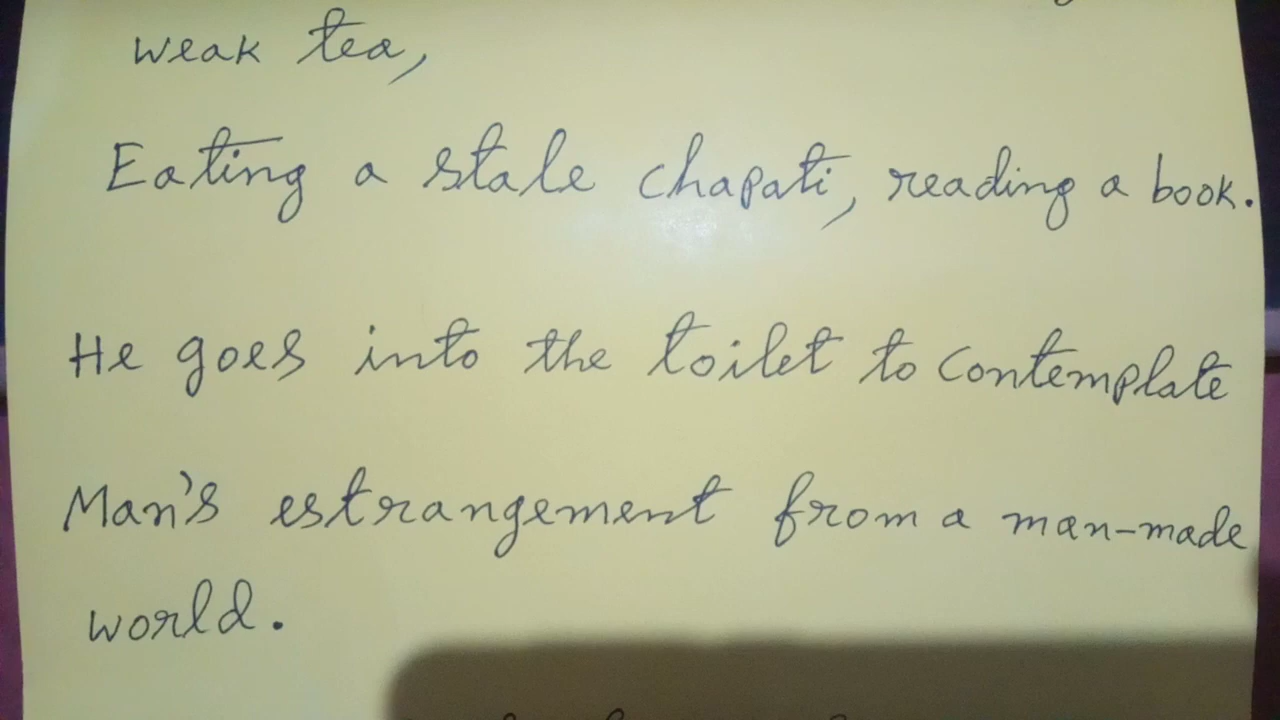 weak tea,
Eating a stale chapati, reading a book.
He goes into the toilet to contemplate
Man's estrangement from a man-made
world.